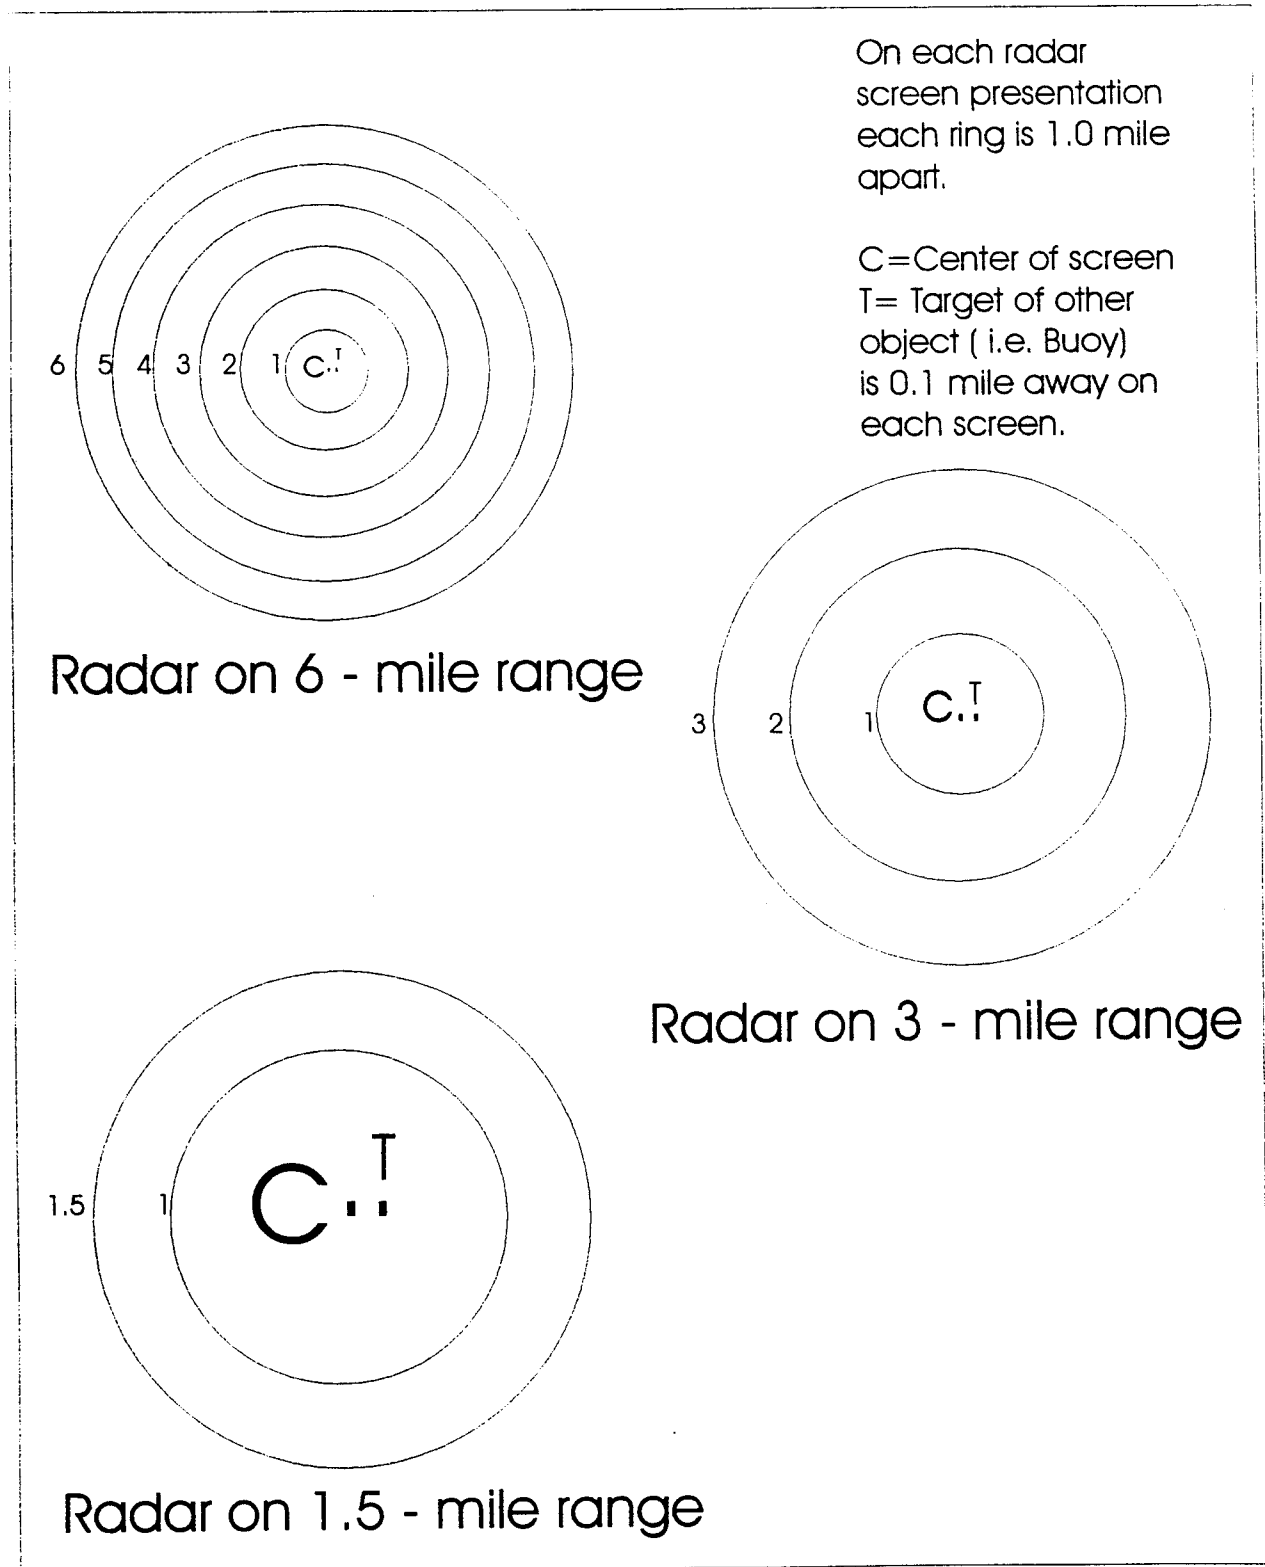 On each radar
screen presentation
each ring is 1.0 mile
apart.
C=Center of screen
T= Target of other
object ( i.e. Buoy)
is 0.1 mile away on
each screen.
6 5 4 3 2 1 C T
Radar on 6 - mile range
3 2 1 C T
Radar on 3 - mile range
1.5 1 C T
Radar on 1.5 - mile range